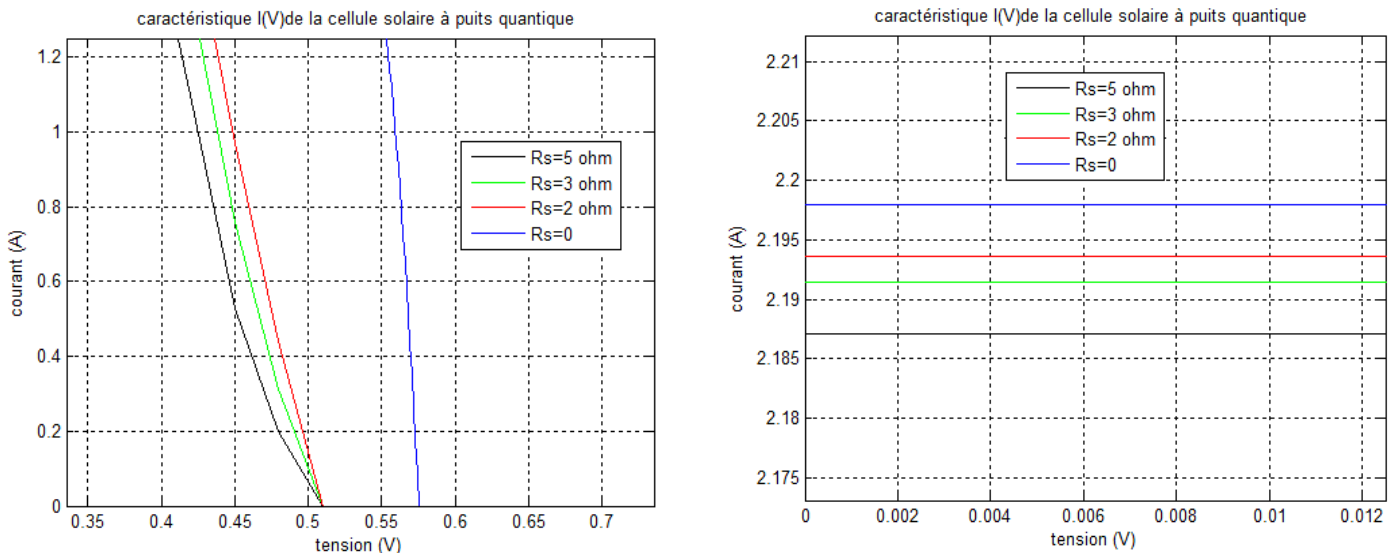 caractéristique I(V)de la cellule solaire à puits quantique
1.2
1
0.8
0.6
0.4
0.2
0
courant (A)
Rs=5 ohm
Rs=3 ohm
Rs=2 ohm
Rs=0
0.35 0.4 0.45 0.5 0.55 0.6 0.65 0.7
tension (V)
caractéristique I(V)de la cellule solaire à puits quantique
2.21
2.205
2.2
2.195
2.19
2.185
2.18
2.175
courant (A)
Rs=5 ohm
Rs=3 ohm
Rs=2 ohm
Rs=0
0 0.002 0.004 0.006 0.008 0.01 0.012
tension (V)